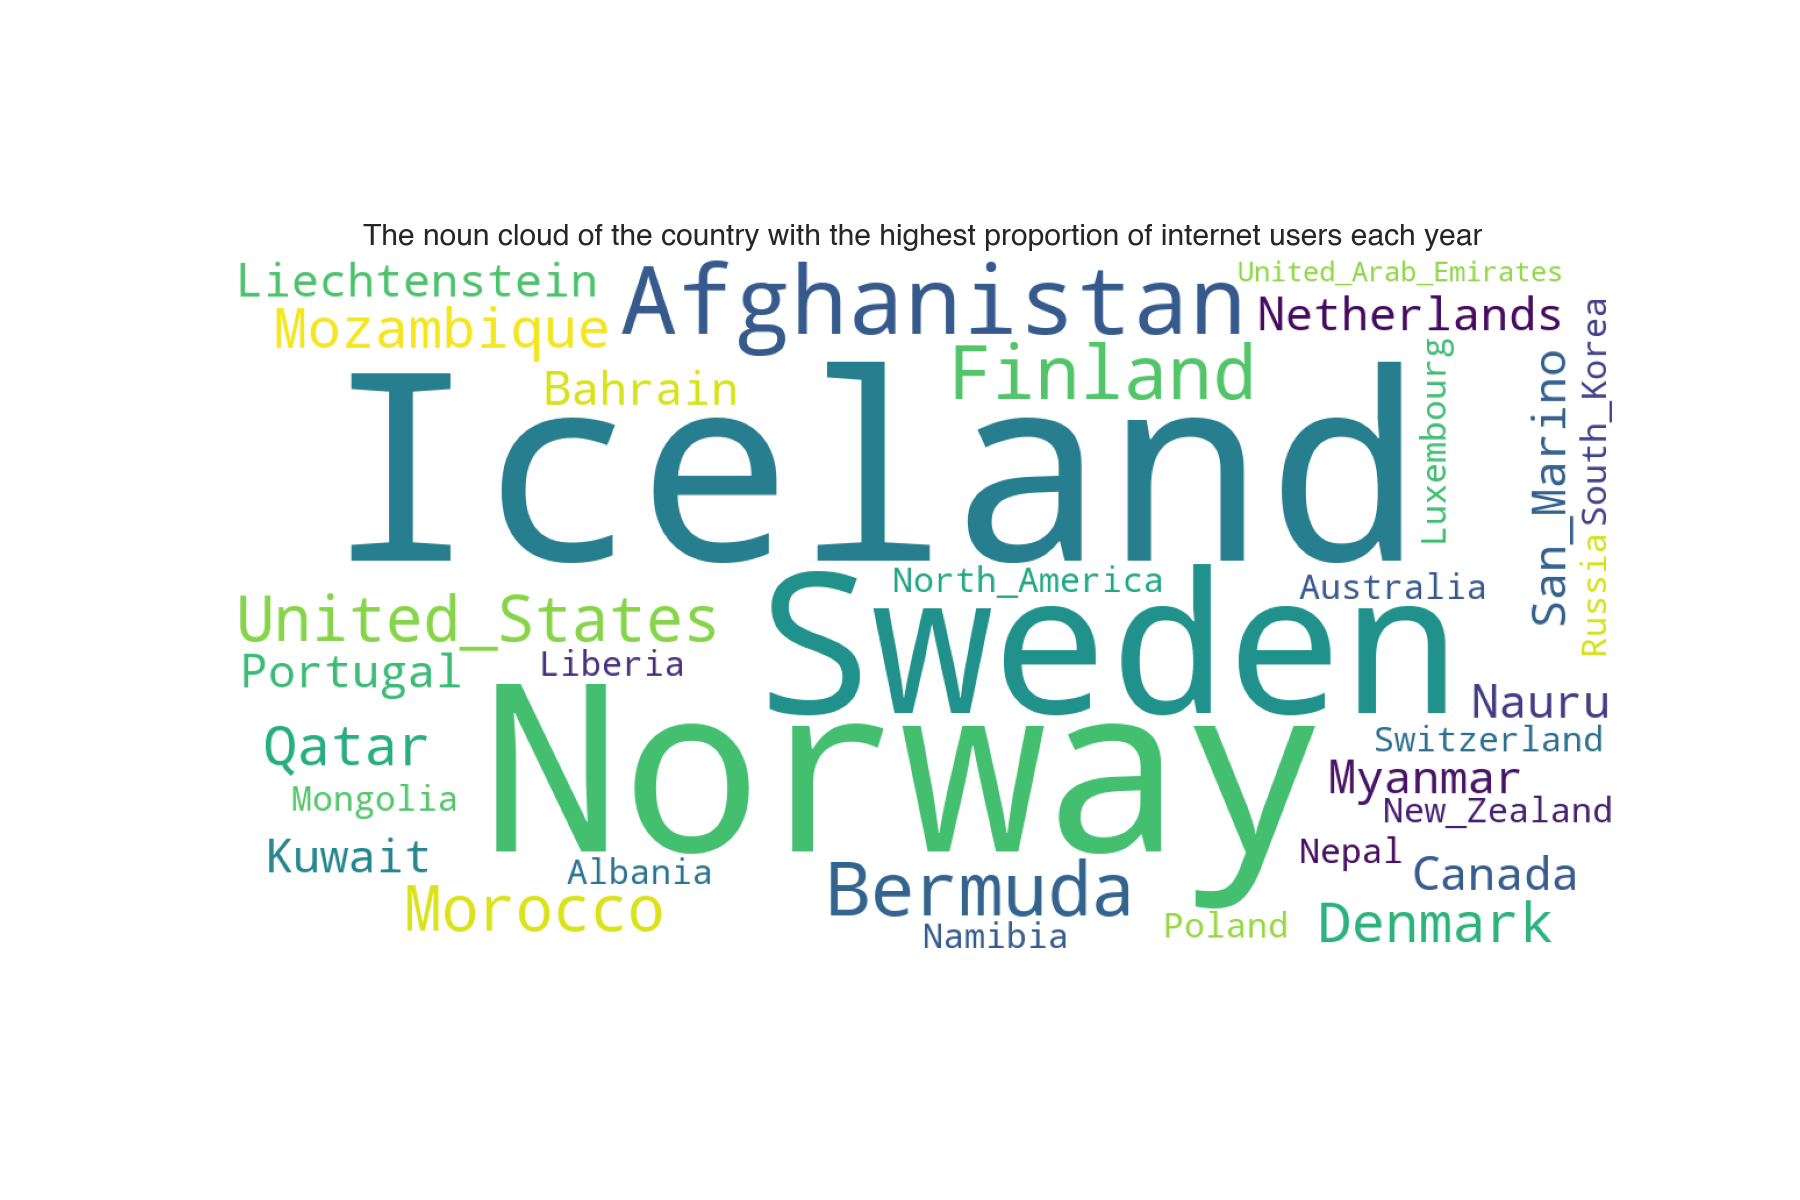 The noun cloud of the country with the highest proportion of internet users each year
Liechtenstein
Afghanistan
United_Arab_Emirates
Mozambique
Netherlands
South_Korea
Bahrain
Finland
Luxembourg
San_Marino
Iceland
Russia
North_America
Australia
United_States
Sweden
Portugal
Liberia
Nauru
Qatar
Norway
Switzerland
Mongolia
Myanmar
New_Zealand
Kuwait
Albania
Nepal
Canada
Morocco
Bermuda
Denmark
Namibia
Poland